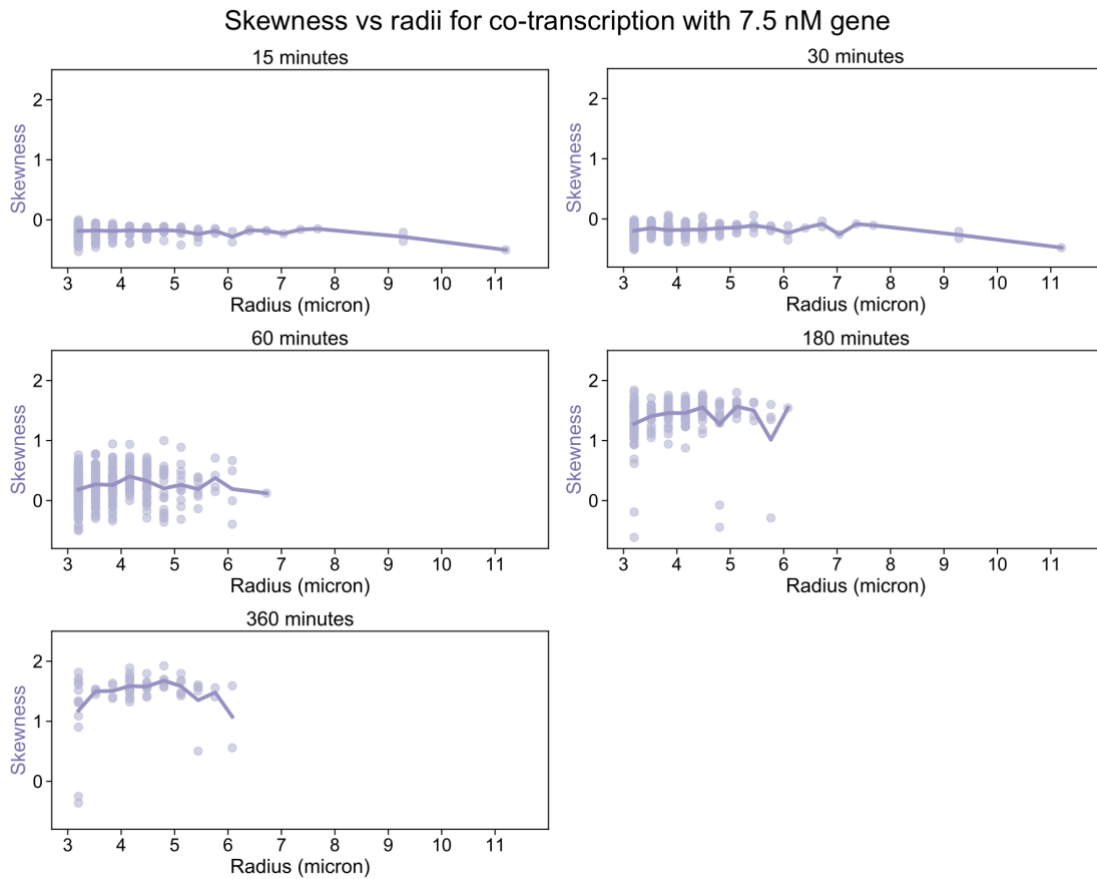 Skewness vs radii for co-transcription with 7.5 nM gene
15 minutes
Skewness
2
1
0
3 4 5 6 7 8 9 10 11
Radius (micron)
30 minutes
Skewness
2
1
0
3 4 5 6 7 8 9 10 11
Radius (micron)
60 minutes
Skewness
2
1
0
3 4 5 6 7 8 9 10 11
Radius (micron)
180 minutes
Skewness
2
1
0
3 4 5 6 7 8 9 10 11
Radius (micron)
360 minutes
Skewness
2
1
0
3 4 5 6 7 8 9 10 11
Radius (micron)